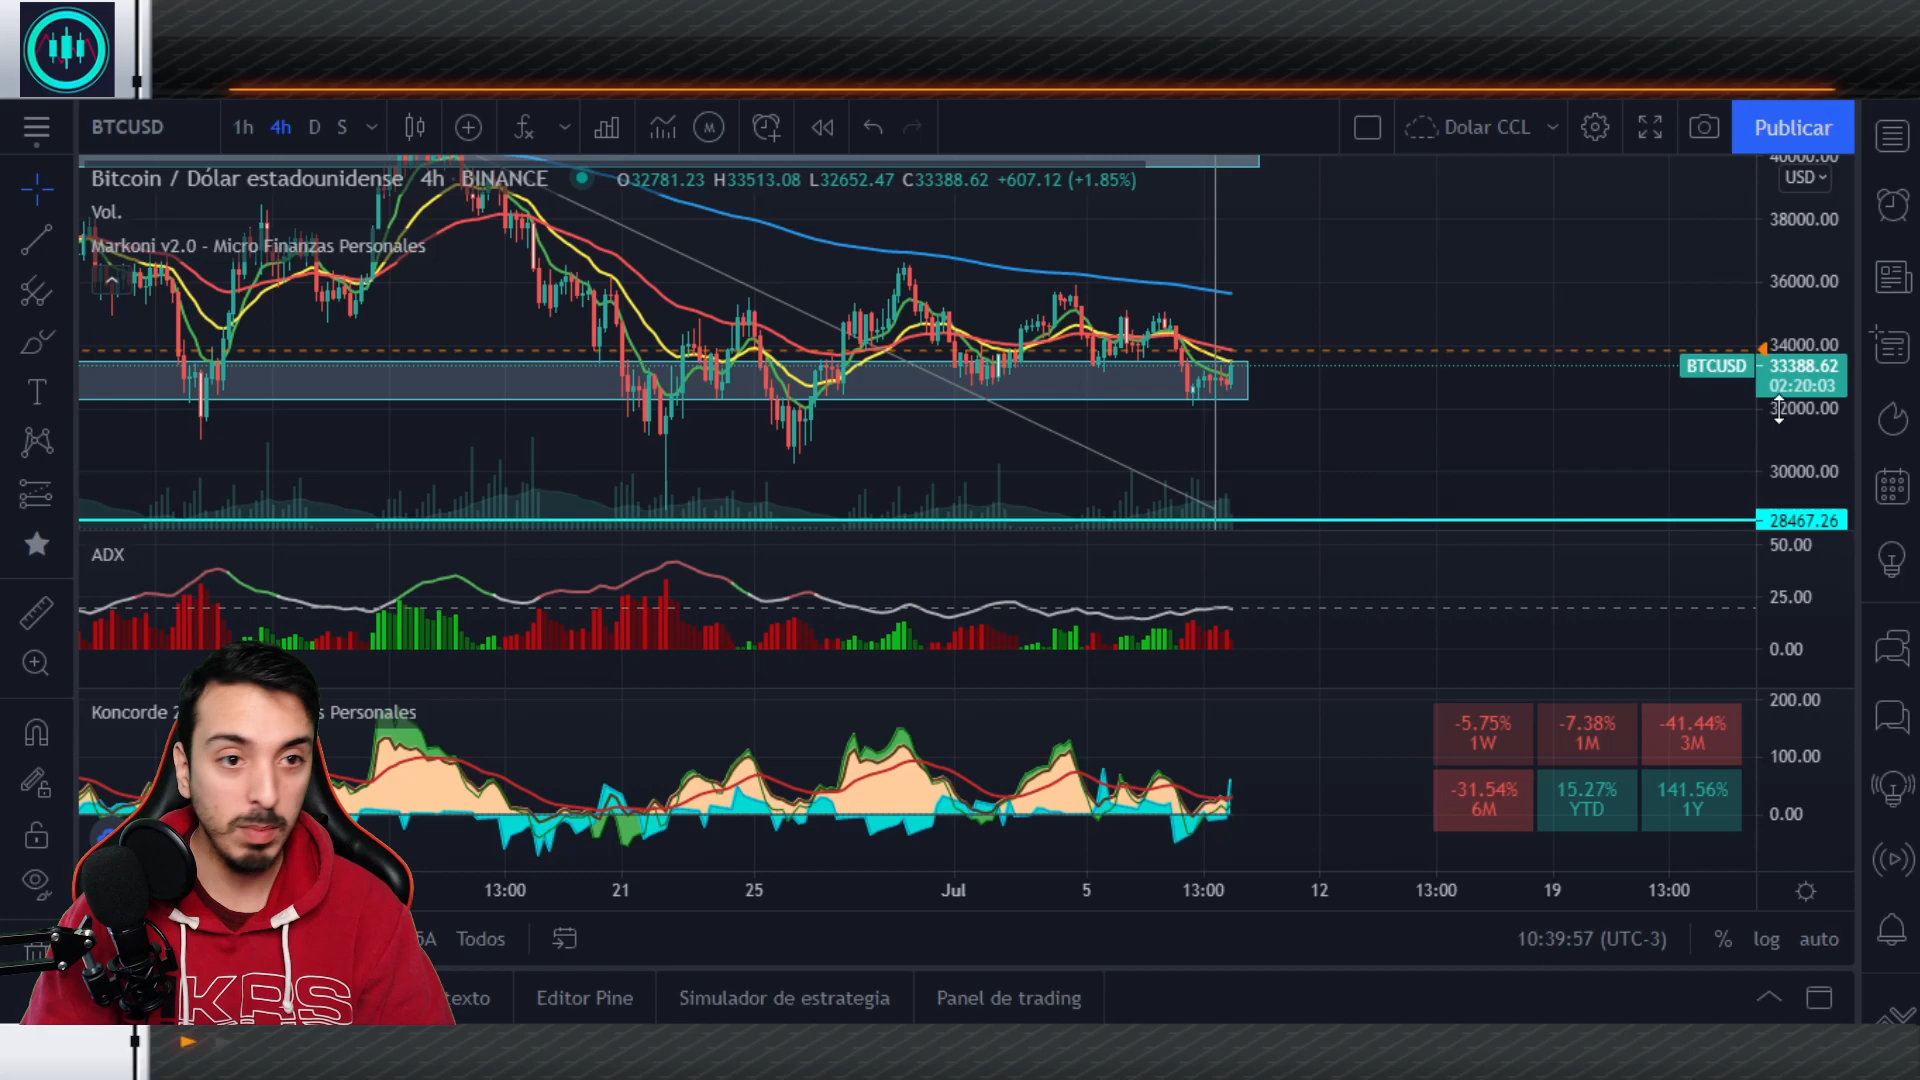 BTCUSD 1h 4h D S Dolar CCL Publicar
Bitcoin / Dólar estadounidense 4h BINANCE O32781.23 H33513.08 L32652.47 C33388.62 +607.12 (+1.85%)
Vol.
Markoni v2.0 - Micro Finanzas Personales
40000.00
USD
38000.00
36000.00
34000.00
BTCUSD 33388.62
02:20:03
32000.00
30000.00
28467.26
ADX
50.00
25.00
0.00
Koncorde 2 s Personales
200.00
100.00
0.00
-5.75% -7.38% -41.44%
1W 1M 3M
-31.54% 15.27% 141.56%
6M YTD 1Y
13:00 21 25 Jul 5 13:00 12 13:00 19 13:00
5A Todos 10:39:57 (UTC-3) % log auto
texto Editor Pine Simulador de estrategia Panel de trading
KRS